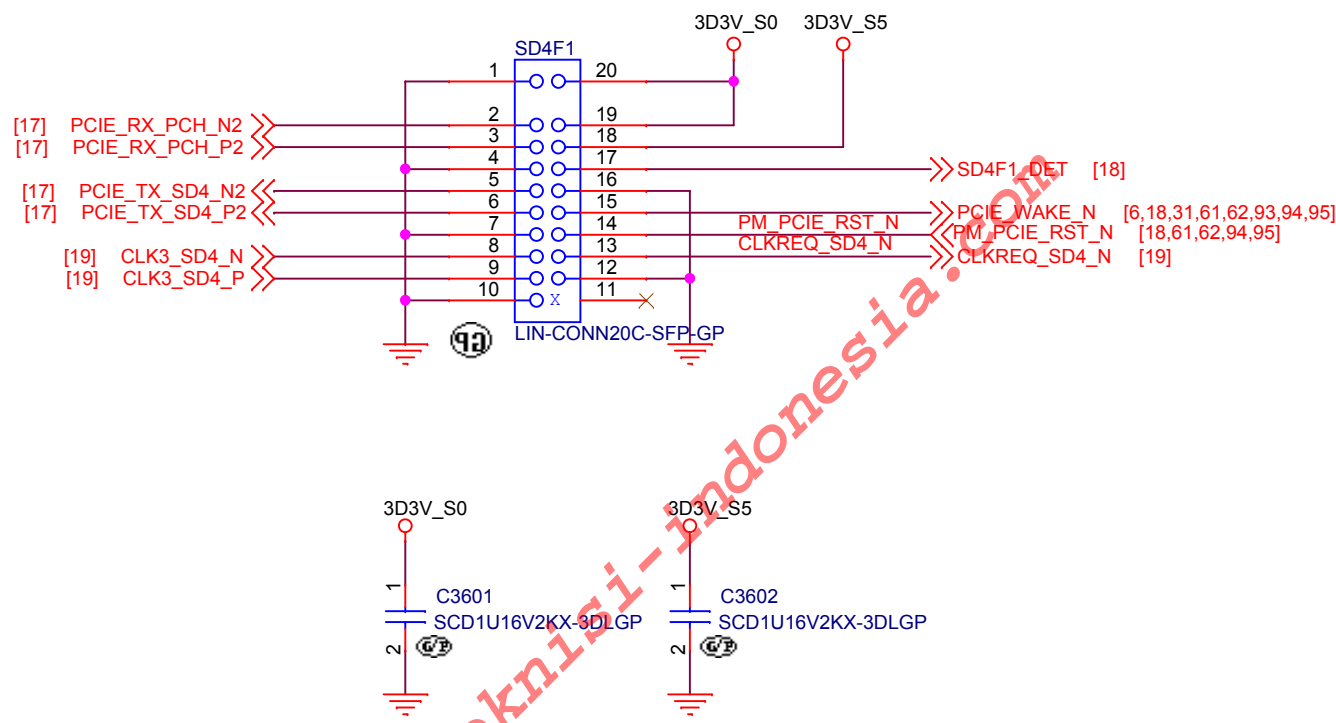 3D3V_S0 3D3V_S5
SD4F1
1 20
[17] PCIE_RX_PCH_N2 2 19
[17] PCIE_RX_PCH_P2 3 18
4 17 SD4F1_DET [18]
[17] PCIE_TX_SD4_N2 5 16
[17] PCIE_TX_SD4_P2 6 15 PCIE_WAKE_N [6,18,31,61,62,93,94,95]
7 14 PM_PCIE_RST_N PM_PCIE_RST_N [18,61,62,94,95]
[19] CLK3_SD4_N 8 13 CLKREQ_SD4_N CLKREQ_SD4_N [19]
[19] CLK3_SD4_P 9 12
10 X 11
LIN-CONN20C-SFP-GP
3D3V_S0 3D3V_S5
1 1
C3601 C3602
SCD1U16V2KX-3DLGP SCD1U16V2KX-3DLGP
2 2
eknisi-indonesia.com